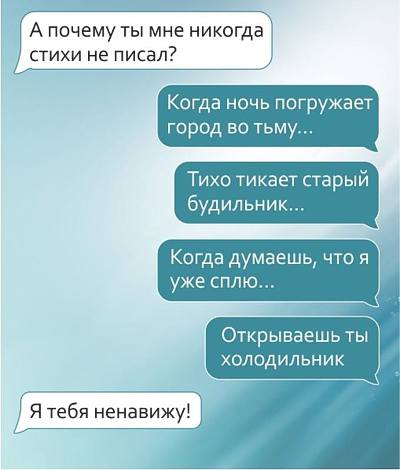 А почему ты мне никогда
стихи не писал?
Когда ночь погружает
город во тьму...
Тихо тикает старый
будильник...
Когда думаешь, что я
уже сплю...
Открываешь ты
холодильник
Я тебя ненавижу!